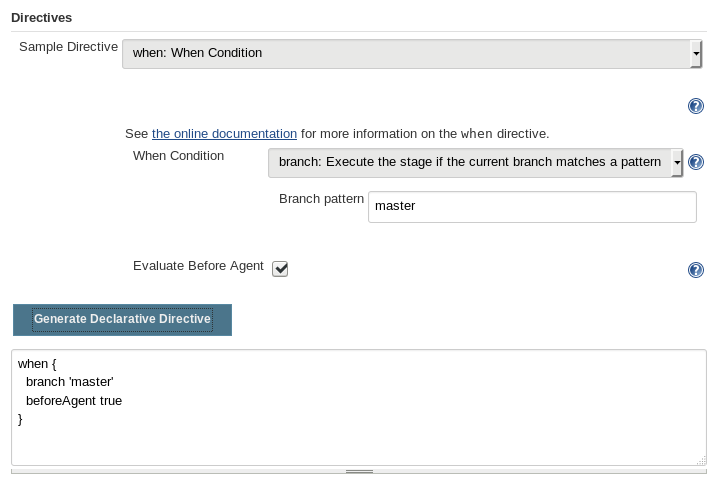 Directives
Sample Directive when: When Condition
See the online documentation for more information on the when directive.
When Condition branch: Execute the stage if the current branch matches a pattern
Branch pattern master
Evaluate Before Agent
Generate Declarative Directive
when {
branch 'master'
beforeAgent true
}